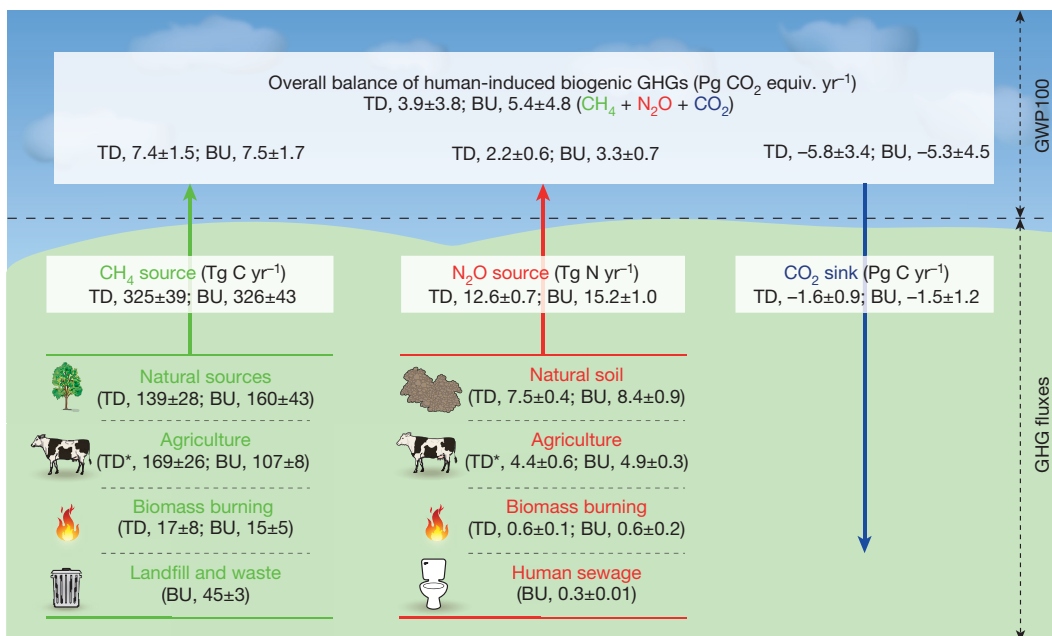 Overall balance of human-induced biogenic GHGs (Pg CO₂ equiv. yr⁻¹)
TD, 3.9±3.8; BU, 5.4±4.8 (CH₄ + N₂O + CO₂)
TD, 7.4±1.5; BU, 7.5±1.7
TD, 2.2±0.6; BU, 3.3±0.7
TD, –5.8±3.4; BU, –5.3±4.5
GWP100
CH₄ source (Tg C yr⁻¹)
TD, 325±39; BU, 326±43
N₂O source (Tg N yr⁻¹)
TD, 12.6±0.7; BU, 15.2±1.0
CO₂ sink (Pg C yr⁻¹)
TD, –1.6±0.9; BU, –1.5±1.2
Natural sources
(TD, 139±28; BU, 160±43)
Agriculture
(TD*, 169±26; BU, 107±8)
Biomass burning
(TD, 17±8; BU, 15±5)
Landfill and waste
(BU, 45±3)
Natural soil
(TD, 7.5±0.4; BU, 8.4±0.9)
Agriculture
(TD*, 4.4±0.6; BU, 4.9±0.3)
Biomass burning
(TD, 0.6±0.1; BU, 0.6±0.2)
Human sewage
(BU, 0.3±0.01)
GHG fluxes